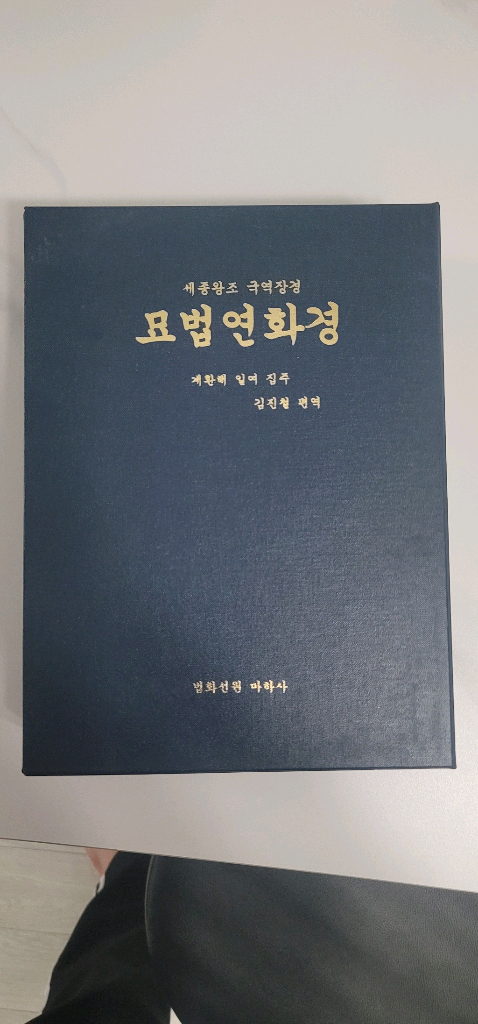 세종왕조 국역장경
묘법연화경
계환해 일여 집주
김진철 편역
법화선원 마하사